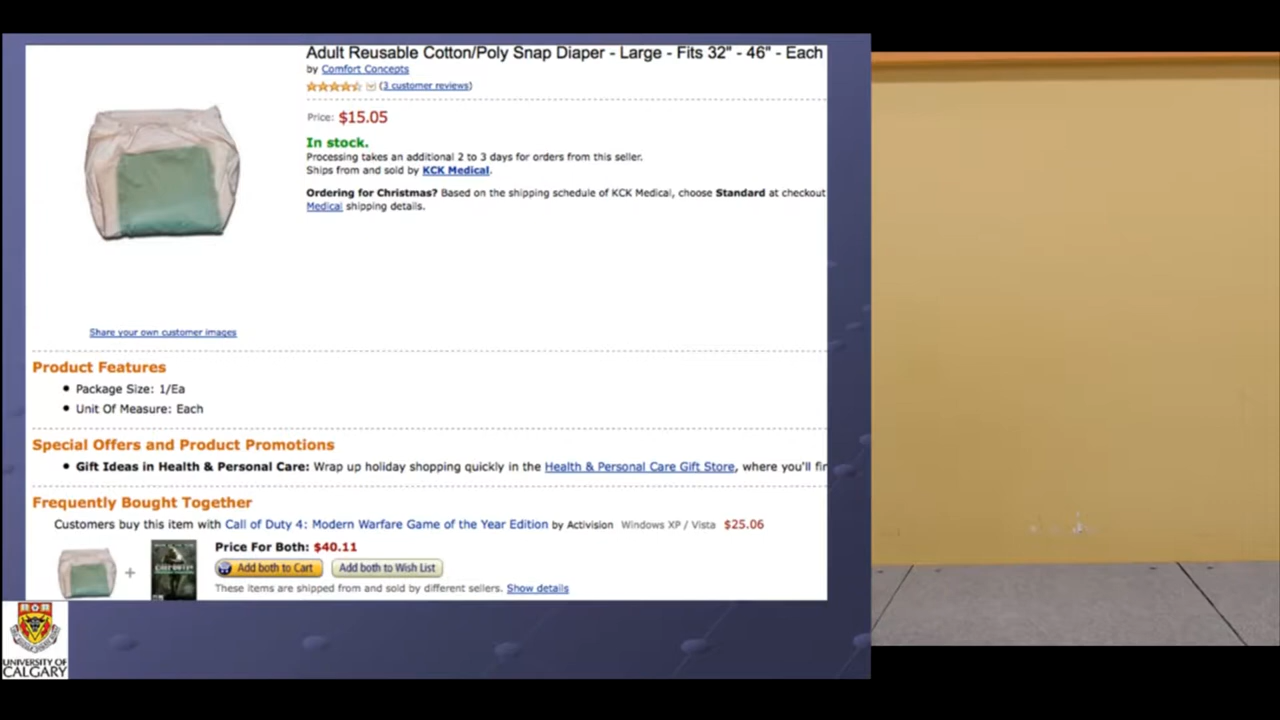 Adult Reusable Cotton/Poly Snap Diaper - Large - Fits 32" - 46" - Each
by Comfort Concepts
(3 customer reviews)
Price: $15.05
In stock.
Processing takes an additional 2 to 3 days for orders from this seller.
Ships from and sold by KCK Medical.
Ordering for Christmas? Based on the shipping schedule of KCK Medical, choose Standard at checkout
Medical shipping details.
Share your own customer images
Product Features
• Package Size: 1/Ea
• Unit Of Measure: Each
Special Offers and Product Promotions
• Gift Ideas in Health & Personal Care: Wrap up holiday shopping quickly in the Health & Personal Care Gift Store, where you'll fir
Frequently Bought Together
Customers buy this item with Call of Duty 4: Modern Warfare Game of the Year Edition by Activision Windows XP / Vista $25.06
Price For Both: $40.11
Add both to Cart Add both to Wish List
These items are shipped from and sold by different sellers. Show details
UNIVERSITY OF
CALGARY